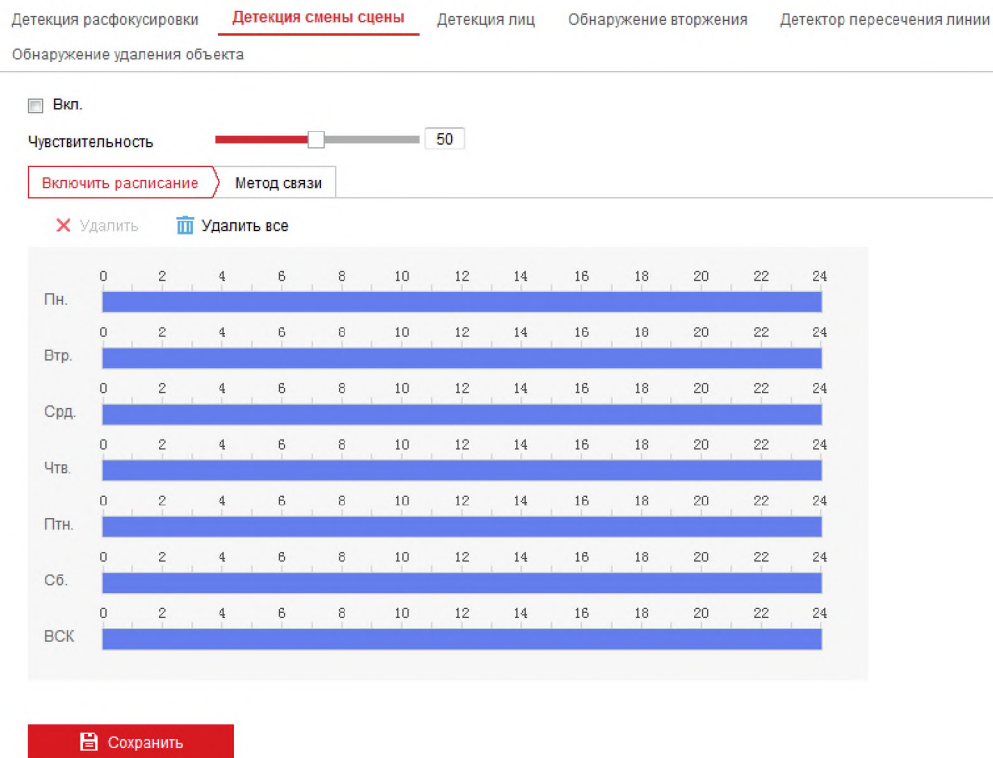 Детекция расфокусировки Детекция смены сцены Детекция лиц Обнаружение вторжения Детектор пересечения линии
Обнаружение удаления объекта
Вкл.
Чувствительность 50
Включить расписание Метод связи
Удалить Удалить все
0 2 4 6 8 10 12 14 16 18 20 22 24
Пн.
0 2 4 6 8 10 12 14 16 18 20 22 24
Втр.
0 2 4 6 8 10 12 14 16 18 20 22 24
Срд.
0 2 4 6 8 10 12 14 16 18 20 22 24
Чтв.
0 2 4 6 8 10 12 14 16 18 20 22 24
Птн.
0 2 4 6 8 10 12 14 16 18 20 22 24
Сб.
0 2 4 6 8 10 12 14 16 18 20 22 24
ВСК
Сохранить